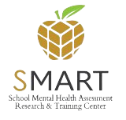 SMART
School Mental Health Assessment
Research & Training Center